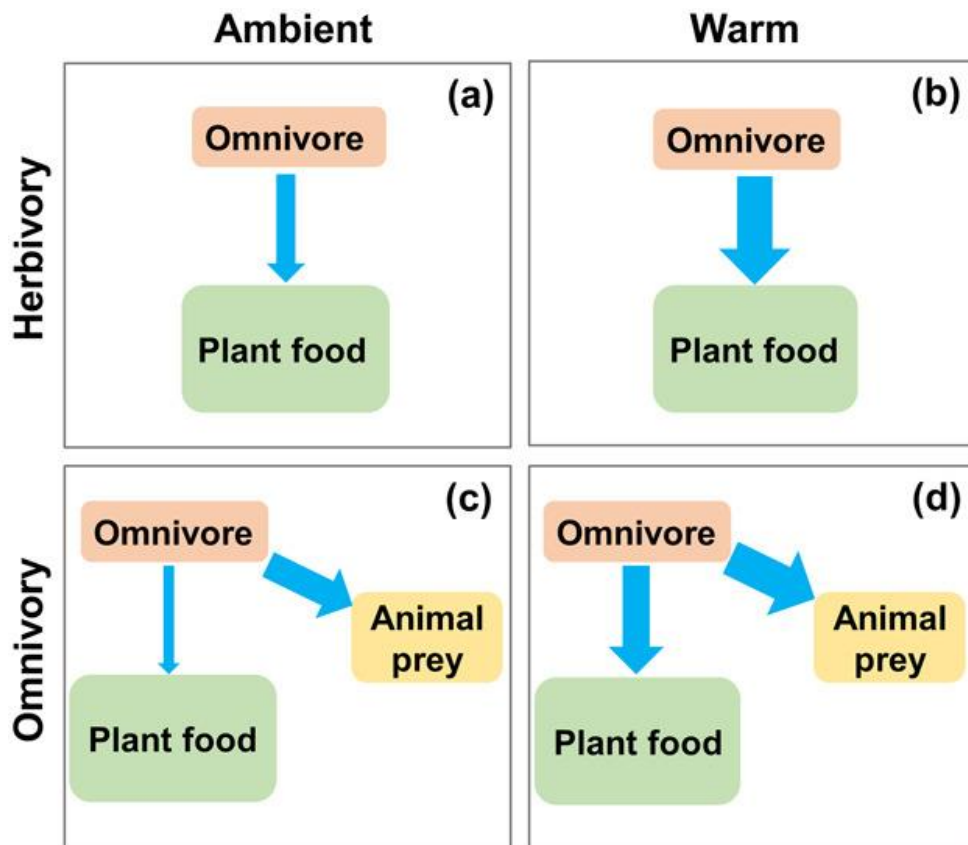 Ambient
Warm
Herbivory
(a)
Omnivore
Plant food
(b)
Omnivore
Plant food
Omnivory
(c)
Omnivore
Animal
prey
Plant food
(d)
Omnivore
Animal
prey
Plant food